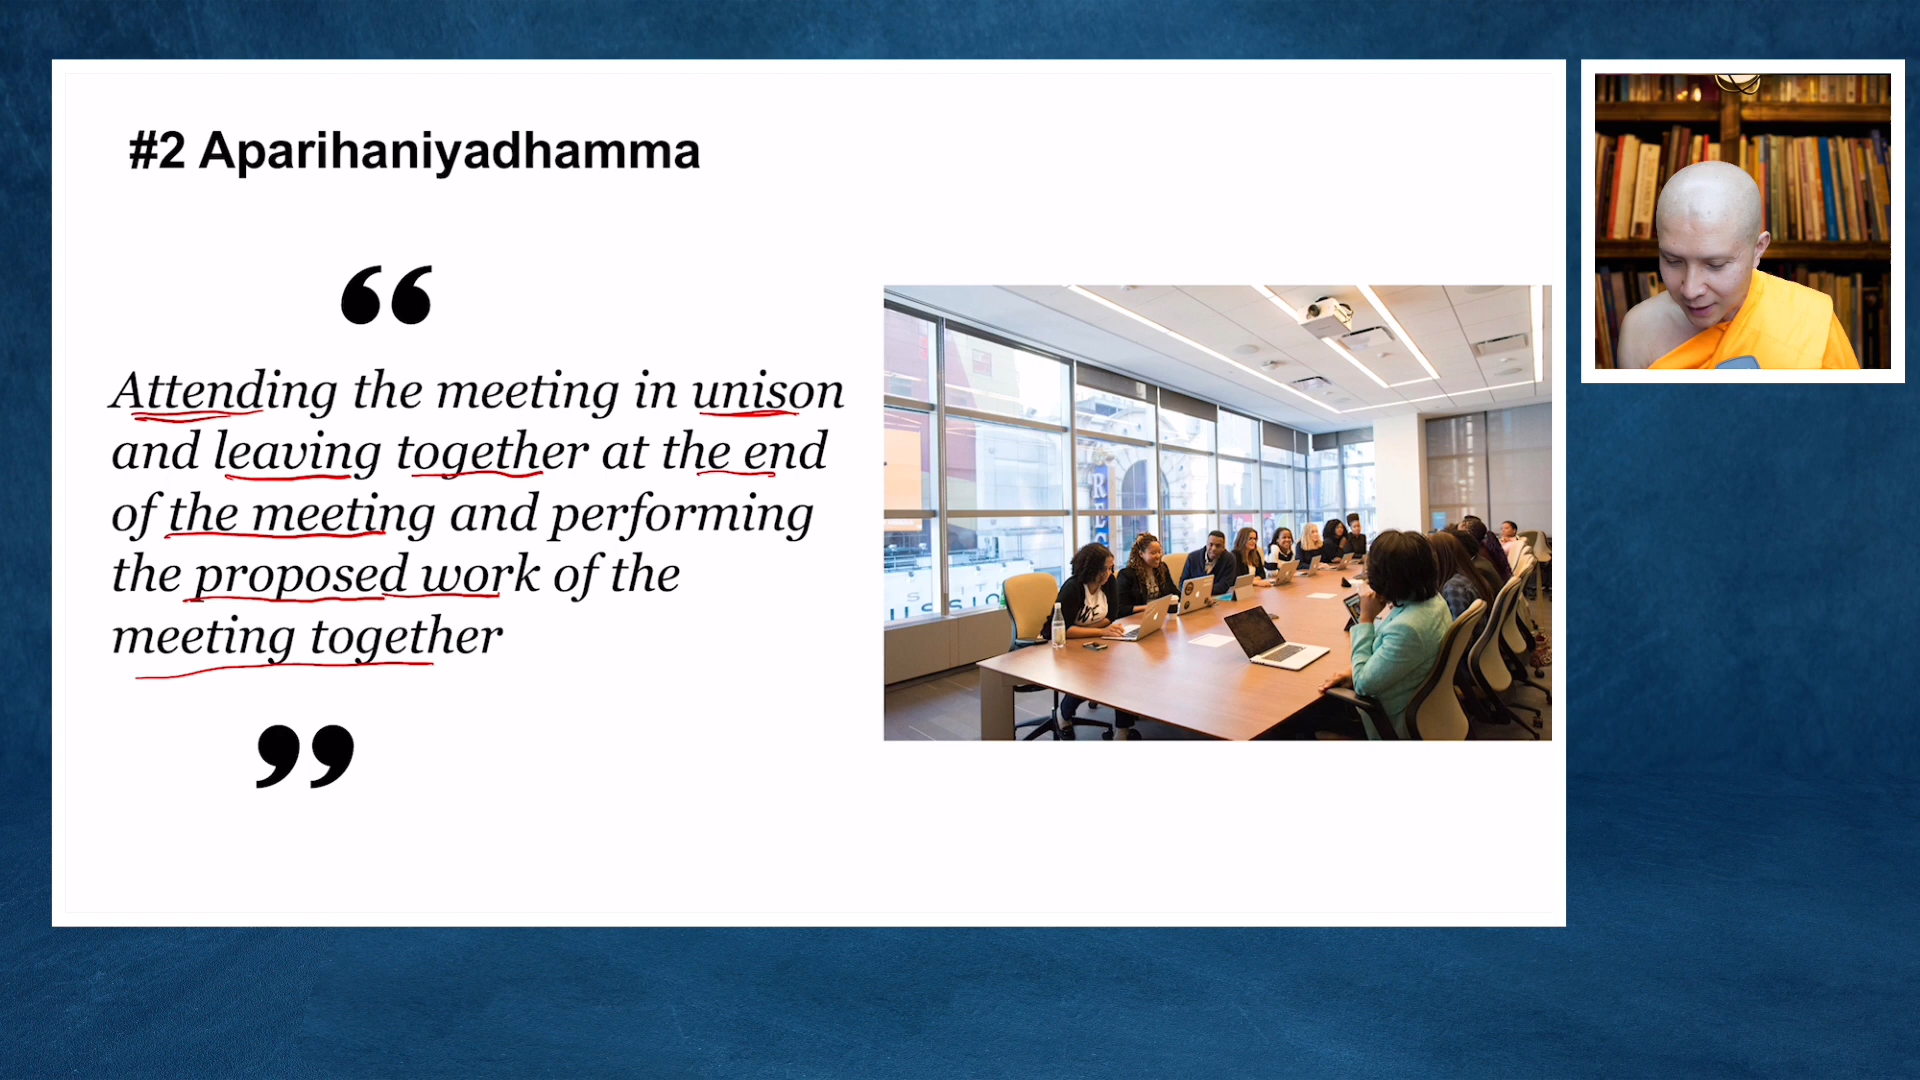 #2 Aparihaniyadhamma
“
Attending the meeting in unison
and leaving together at the end
of the meeting and performing
the proposed work of the
meeting together
”